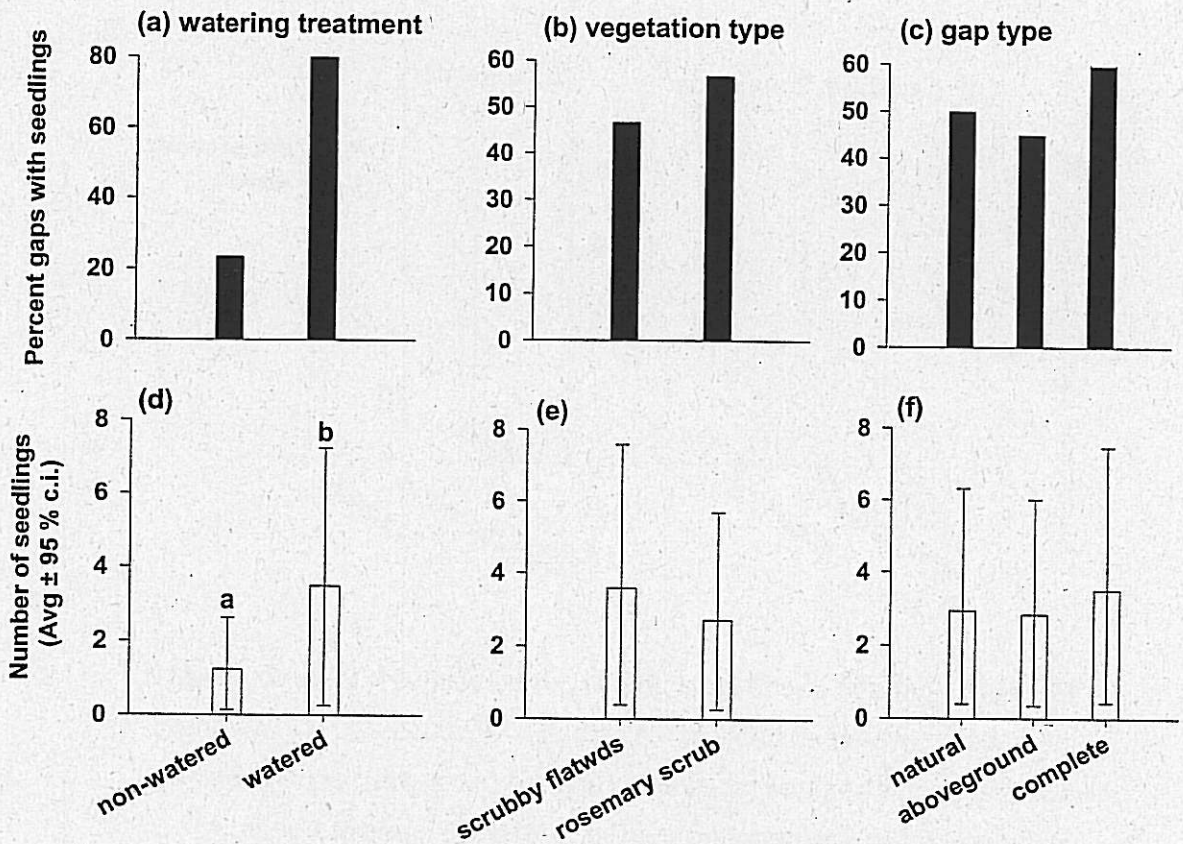 (a) watering treatment
(b) vegetation type
(c) gap type
Percent gaps with seedlings
80
60
40
20
0
60
50
40
30
20
10
0
60
50
40
30
20
10
0
(d)
(e)
(f)
Number of seedlings
(Avg ± 95 % c.i.)
8
6
4
2
0
a
b
8
6
4
2
0
8
6
4
2
0
non-watered
watered
scrubby flatwds
rosemary scrub
natural
aboveground
complete